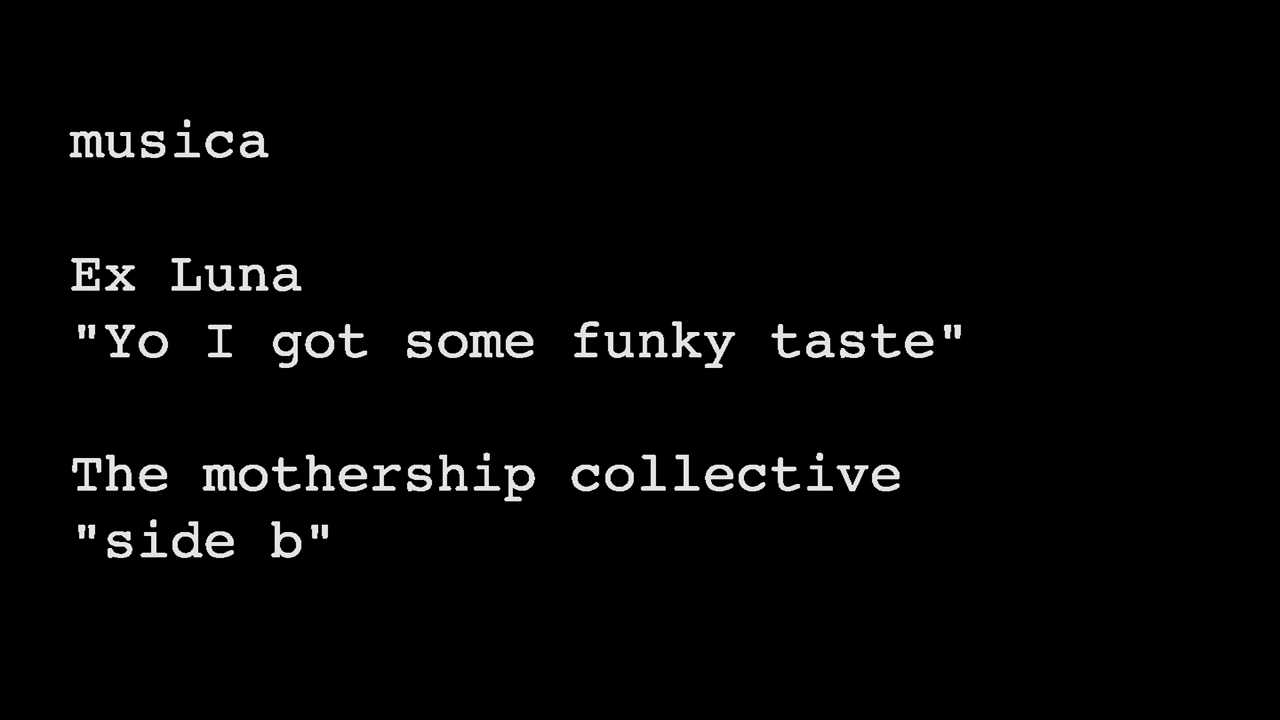 musica
Ex Luna
"Yo I got some funky taste"
The mothership collective
"side b"